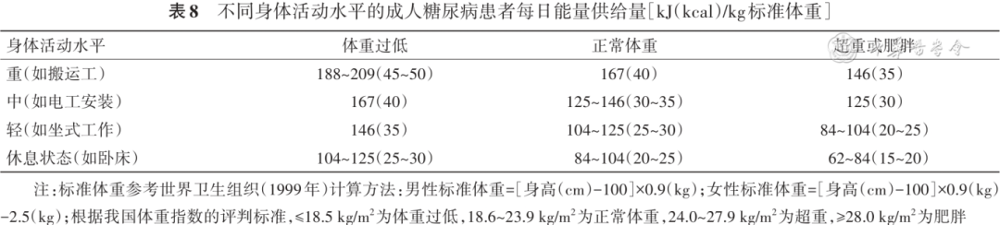 表8 不同身体活动水平的成人糖尿病患者每日能量供给量[kJ(kcal)/kg标准体重]
身体活动水平 体重过低 正常体重 超重或肥胖
重(如搬运工) 188~209(45~50) 167(40) 146(35)
中(如电工安装) 167(40) 125~146(30~35) 125(30)
轻(如坐式工作) 146(35) 104~125(25~30) 84~104(20~25)
休息状态(如卧床) 104~125(25~30) 84~104(20~25) 62~84(15~20)
注:标准体重参考世界卫生组织(1999年)计算方法:男性标准体重=[身高(cm)-100]×0.9(kg);女性标准体重=[身高(cm)-100]×0.9(kg)
-2.5(kg);根据我国体重指数的评判标准,≤18.5 kg/m²为体重过低,18.6~23.9 kg/m²为正常体重,24.0~27.9 kg/m²为超重,≥28.0 kg/m²为肥胖